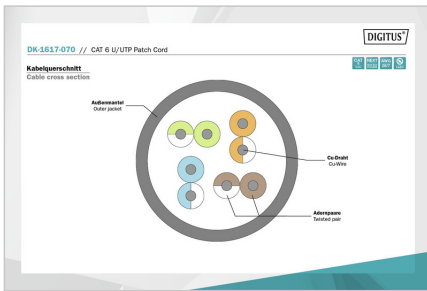 DIGITUS®
DK-1617-070 // CAT 6 U/UTP Patch Cord
Kabelquerschnitt
Cable cross section
Außenmantel
Outer jacket
Cu-Draht
Cu-Wire
Adernpaare
Twisted pair